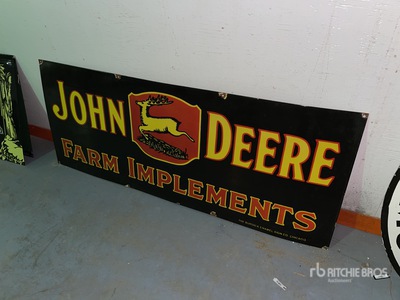 JOHN DEERE
FARM IMPLEMENTS
rb RITCHIE BROS.